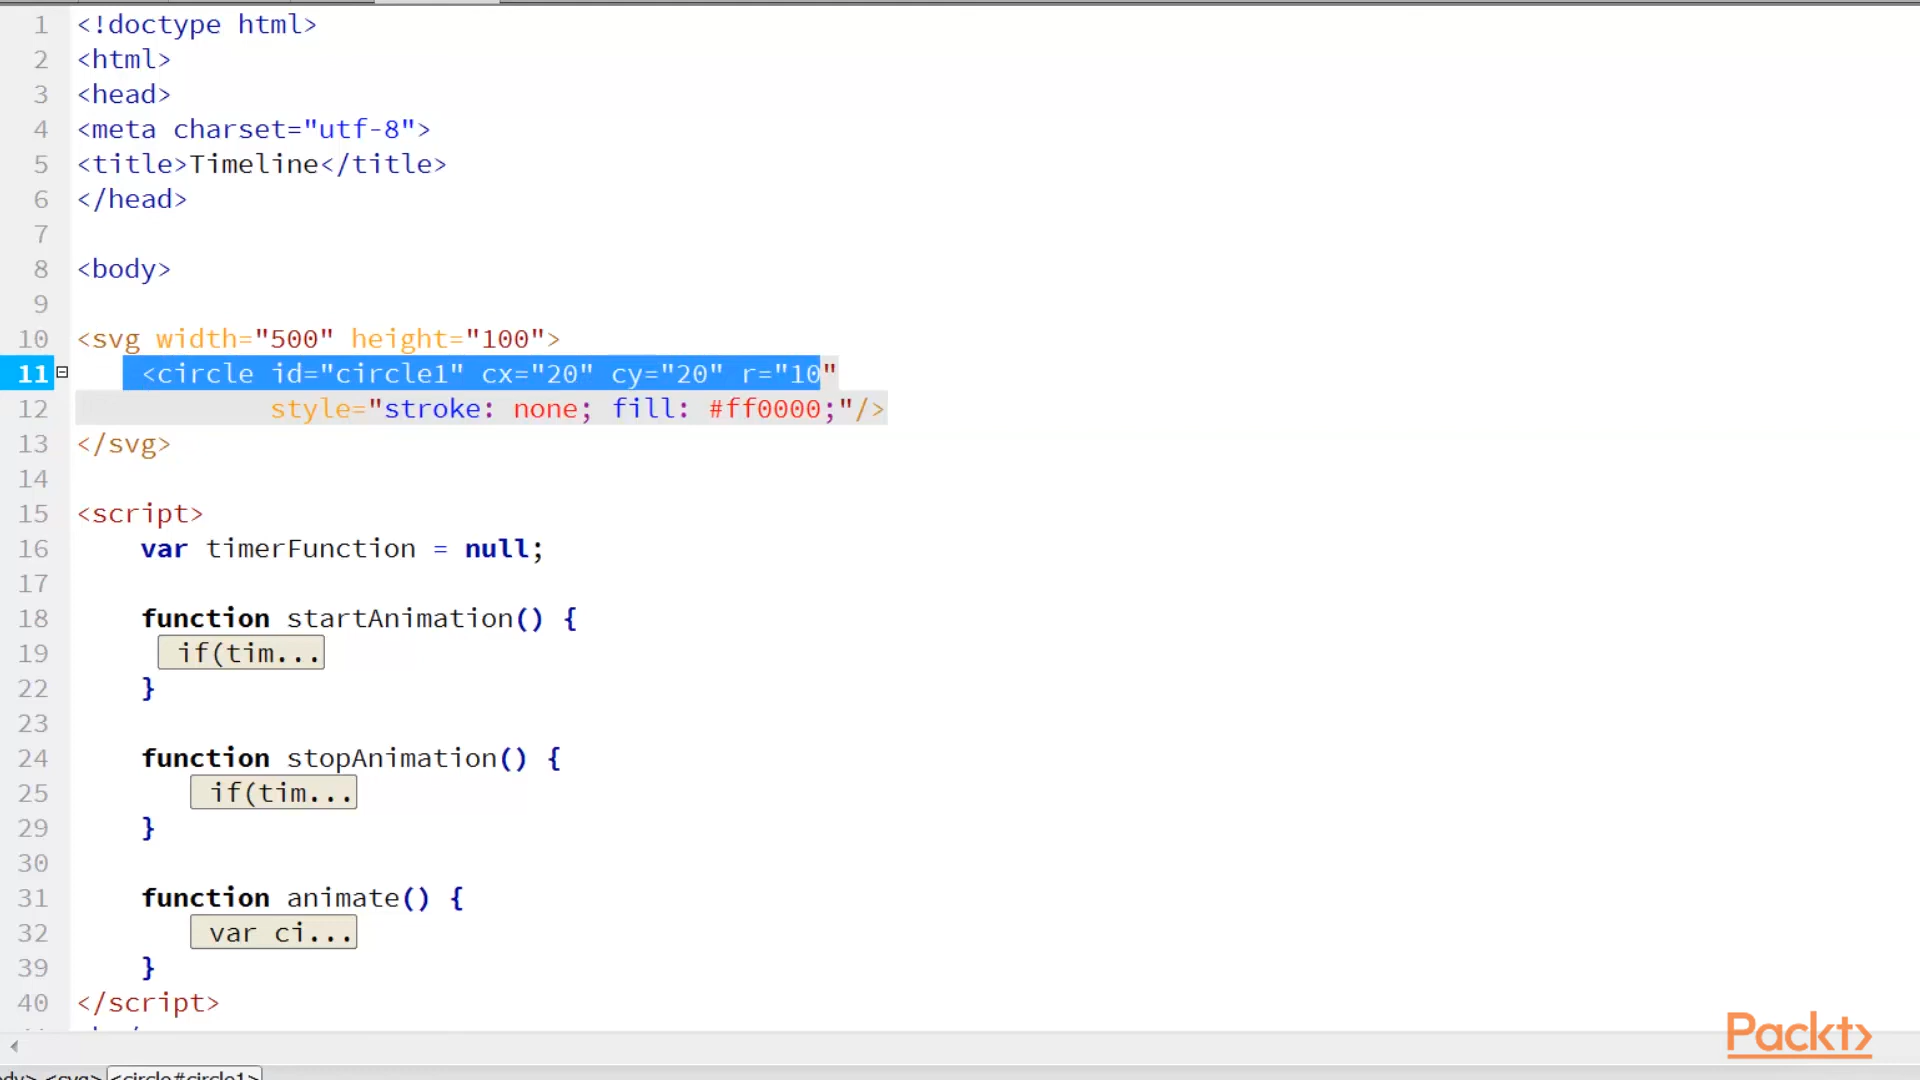 1 <!doctype html>
2 <html>
3 <head>
4 <meta charset="utf-8">
5 <title>Timeline</title>
6 </head>
7
8 <body>
9
10 <svg width="500" height="100">
11 <circle id="circle1" cx="20" cy="20" r="10"
12 style="stroke: none; fill: #ff0000;"/>
13 </svg>
14
15 <script>
16 var timerFunction = null;
17
18 function startAnimation() {
19 if(tim...
22 }
23
24 function stopAnimation() {
25 if(tim...
29 }
30
31 function animate() {
32 var ci...
39 }
40 </script>
Packt>
<svg> <circle#circle1>